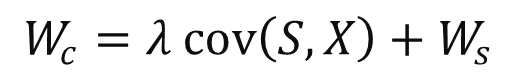 W_c = λ cov(S, X) + W_s